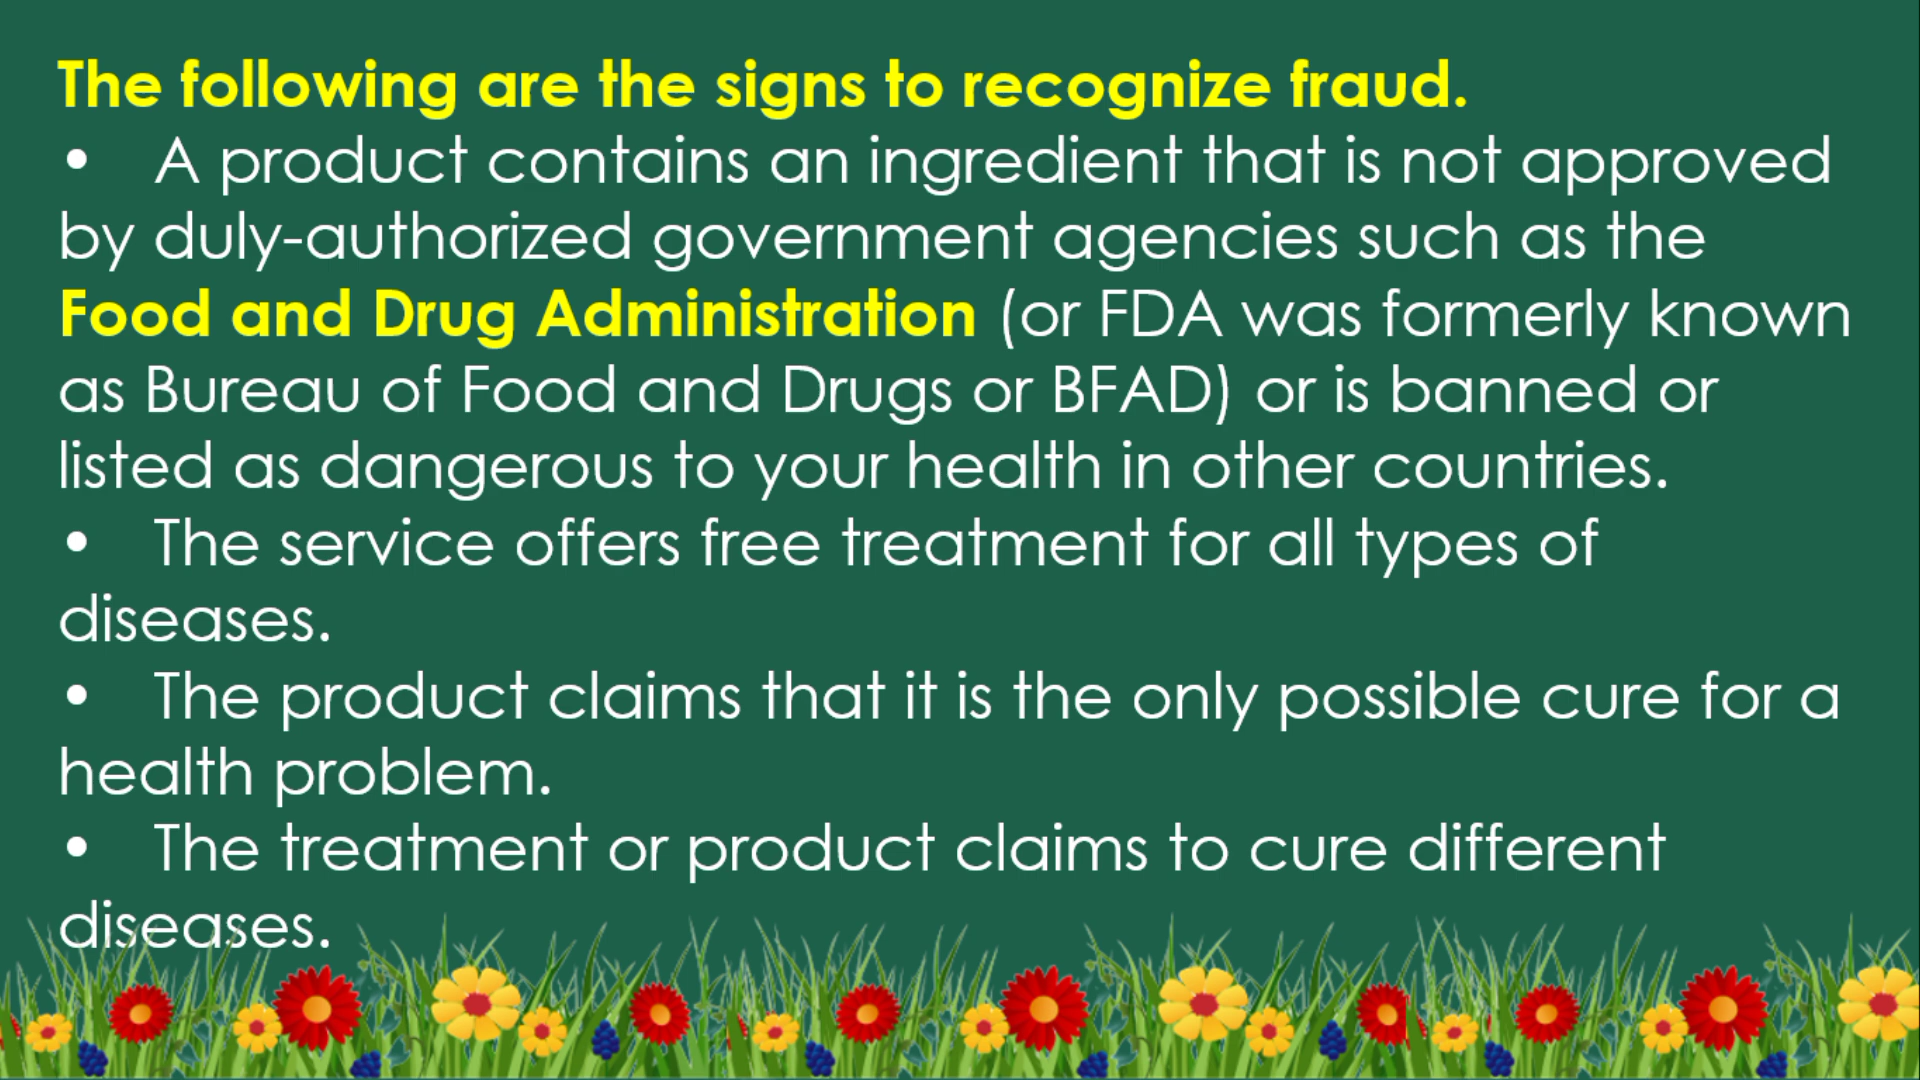 The following are the signs to recognize fraud.
• A product contains an ingredient that is not approved
by duly-authorized government agencies such as the
Food and Drug Administration (or FDA was formerly known
as Bureau of Food and Drugs or BFAD) or is banned or
listed as dangerous to your health in other countries.
• The service offers free treatment for all types of
diseases.
• The product claims that it is the only possible cure for a
health problem.
• The treatment or product claims to cure different
diseases.